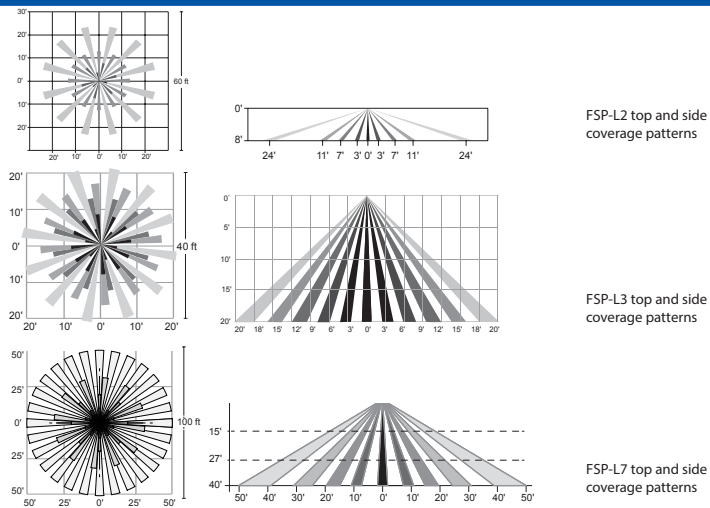 30'
20'
10'
0'
10'
20'
20' 10' 0' 10' 20'
60 ft
0'
8'
24' 11' 7' 3' 0' 3' 7' 11' 24'
FSP-L2 top and side
coverage patterns
20'
10'
0'
10'
20'
20' 10' 0' 10' 20'
40 ft
0'
5'
10'
15'
20'
20' 18' 15' 12' 9' 6' 3' 0' 3' 6' 9' 12' 15' 18' 20'
FSP-L3 top and side
coverage patterns
50'
25'
0'
25'
50'
50' 25' 0' 25' 50'
100 ft
15'
27'
40'
50' 40' 30' 20' 10' 0' 10' 20' 30' 40' 50'
FSP-L7 top and side
coverage patterns